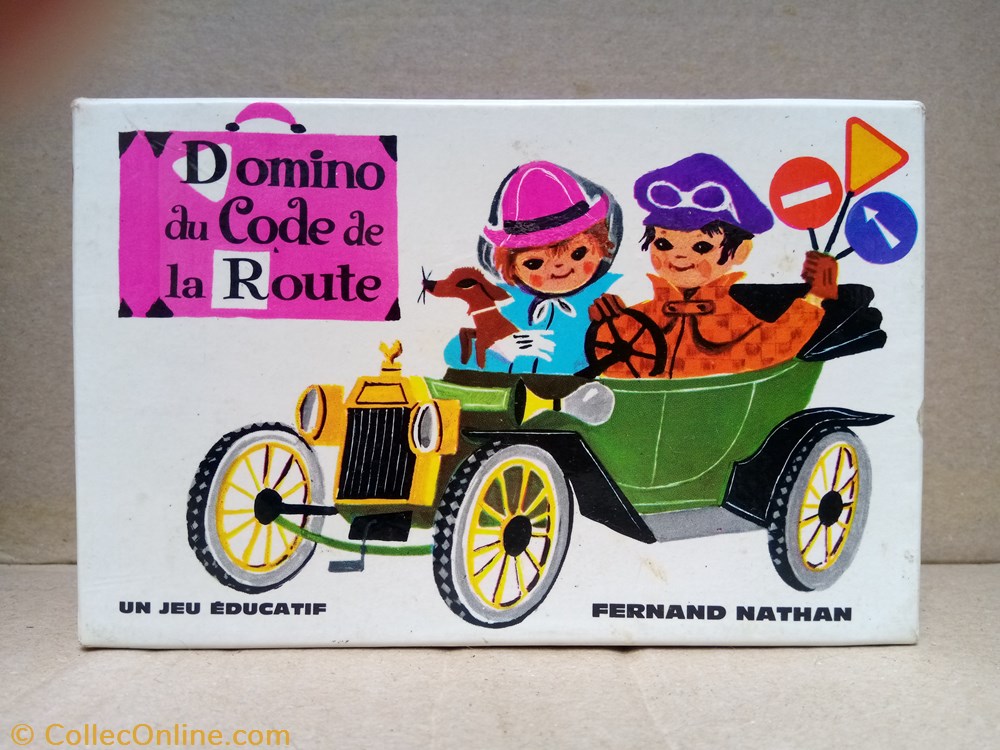 Domino
du Code de
la Route
UN JEU ÉDUCATIF
FERNAND NATHAN
© CollecOnline.com